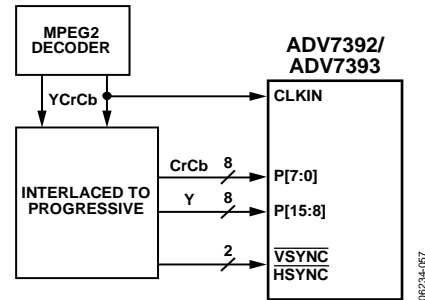 MPEG2
DECODER
YCrCb
ADV7392/
ADV7393
CLKIN
INTERLACED TO
PROGRESSIVE
CrCb 8
P[7:0]
Y 8
P[15:8]
2
VSYNC
HSYNC
06234-057